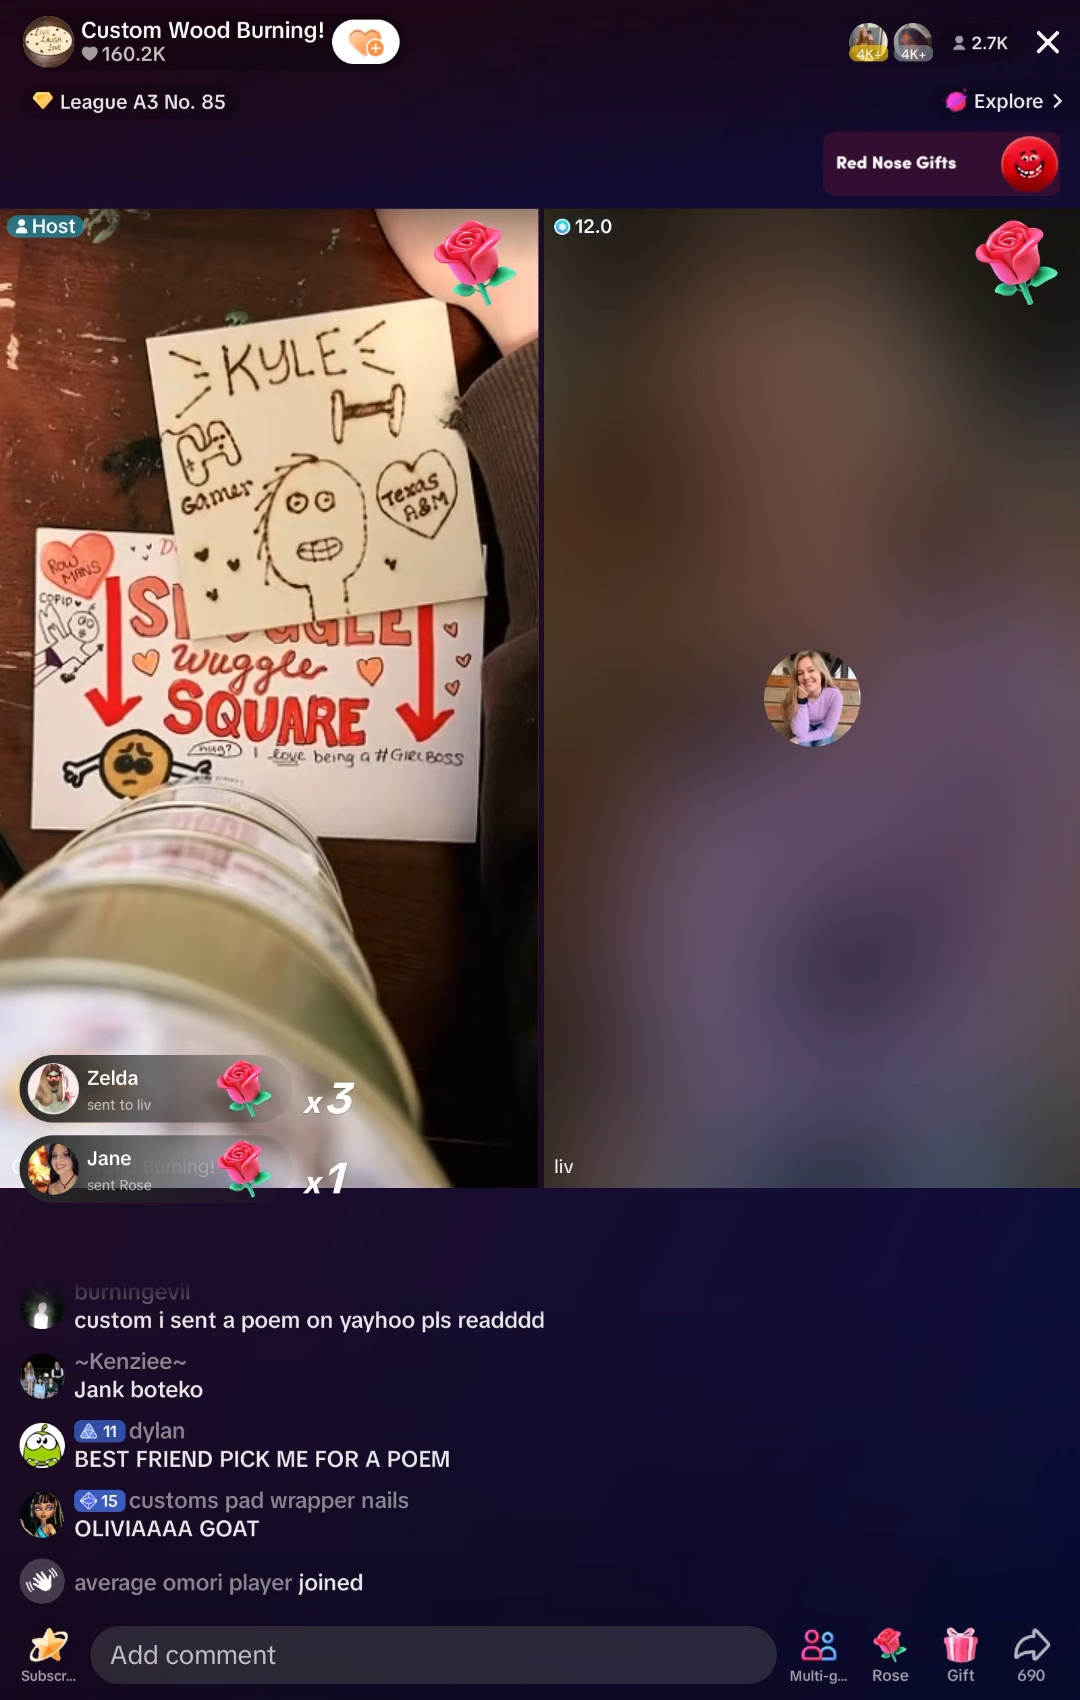 Custom Wood Burning!
160.2K
4K+
4K+
2.7K
League A3 No. 85
Explore
Red Nose Gifts
Host
12.0
KYLE
Gamer
Texas
A&M
ROW
MANS
COPID
WUGGLE
SQUARE
hug?
I love being a #GIRLBOSS
Zelda
sent to liv
x3
Jane
sent Rose
x1
Burning!
liv
burningevil
custom i sent a poem on yayhoo pls readddd
~Kenziee~
Jank boteko
11 dylan
BEST FRIEND PICK ME FOR A POEM
15 customs pad wrapper nails
OLIVIAAAA GOAT
average omori player joined
Subscr...
Add comment
Multi-g...
Rose
Gift
690